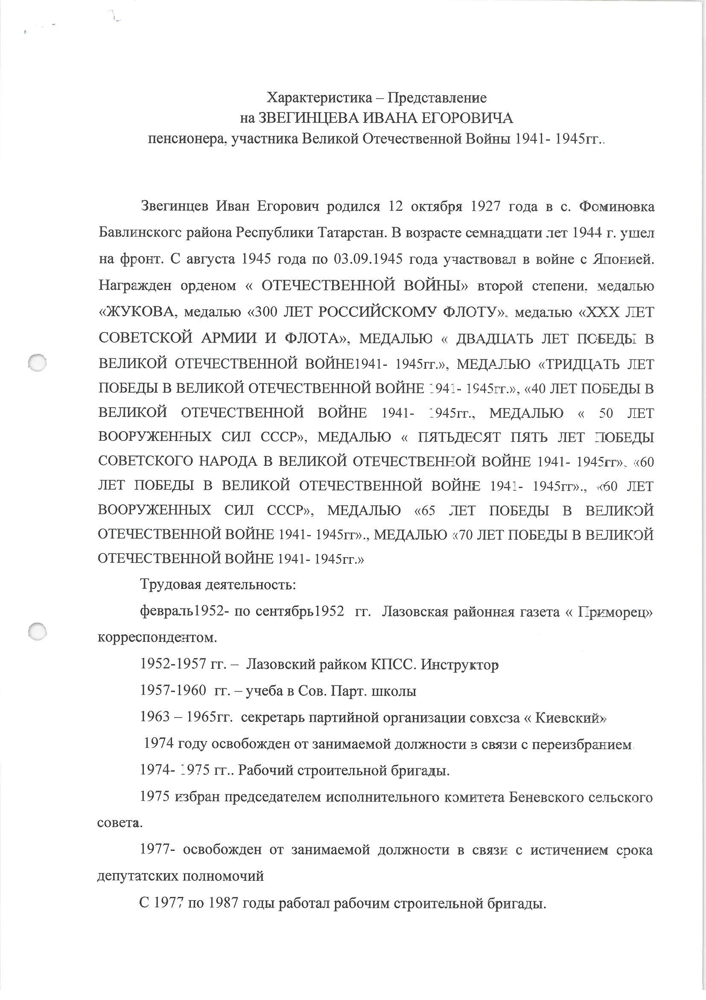 Характеристика – Представление
на ЗВЕГИНЦЕВА ИВАНА ЕГОРОВИЧА
пенсионера, участника Великой Отечественной Войны 1941- 1945гг..
Звегинцев Иван Егорович родился 12 октября 1927 года в с. Фоминовка
Бавлинского района Республики Татарстан. В возрасте семнадцати лет 1944 г. ушел
на фронт. С августа 1945 года по 03.09.1945 года участвовал в войне с Японией.
Награжден орденом « ОТЕЧЕСТВЕННОЙ ВОЙНЫ» второй степени, медалью
«ЖУКОВА, медалью «300 ЛЕТ РОССИЙСКОМУ ФЛОТУ», медалью «XXX ЛЕТ
СОВЕТСКОЙ АРМИИ И ФЛОТА», МЕДАЛЬЮ « ДВАДЦАТЬ ЛЕТ ПОБЕДЫ В
ВЕЛИКОЙ ОТЕЧЕСТВЕННОЙ ВОЙНЕ1941- 1945гг.», МЕДАЛЬЮ «ТРИДЦАТЬ ЛЕТ
ПОБЕДЫ В ВЕЛИКОЙ ОТЕЧЕСТВЕННОЙ ВОЙНЕ 1941- 1945гг.», «40 ЛЕТ ПОБЕДЫ В
ВЕЛИКОЙ ОТЕЧЕСТВЕННОЙ ВОЙНЕ 1941- 1945гг., МЕДАЛЬЮ « 50 ЛЕТ
ВООРУЖЕННЫХ СИЛ СССР», МЕДАЛЬЮ « ПЯТЬДЕСЯТ ПЯТЬ ЛЕТ ПОБЕДЫ
СОВЕТСКОГО НАРОДА В ВЕЛИКОЙ ОТЕЧЕСТВЕННОЙ ВОЙНЕ 1941- 1945гг», «60
ЛЕТ ПОБЕДЫ В ВЕЛИКОЙ ОТЕЧЕСТВЕННОЙ ВОЙНЕ 1941- 1945гг»., «60 ЛЕТ
ВООРУЖЕННЫХ СИЛ СССР», МЕДАЛЬЮ «65 ЛЕТ ПОБЕДЫ В ВЕЛИКОЙ
ОТЕЧЕСТВЕННОЙ ВОЙНЕ 1941- 1945гг»., МЕДАЛЬЮ «70 ЛЕТ ПОБЕДЫ В ВЕЛИКОЙ
ОТЕЧЕСТВЕННОЙ ВОЙНЕ 1941- 1945гг.»
Трудовая деятельность:
февраль1952- по сентябрь1952 гг. Лазовская районная газета « Приморец»
корреспондентом.
1952-1957 гг. – Лазовский райком КПСС. Инструктор
1957-1960 гг. – учеба в Сов. Парт. школы
1963 – 1965гг. секретарь партийной организации совхоза « Киевский»
1974 году освобожден от занимаемой должности в связи с переизбранием.
1974- 1975 гг.. Рабочий строительной бригады.
1975 избран председателем исполнительного комитета Беневского сельского
совета.
1977- освобожден от занимаемой должности в связи с истичением срока
депутатских полномочий
С 1977 по 1987 годы работал рабочим строительной бригады.